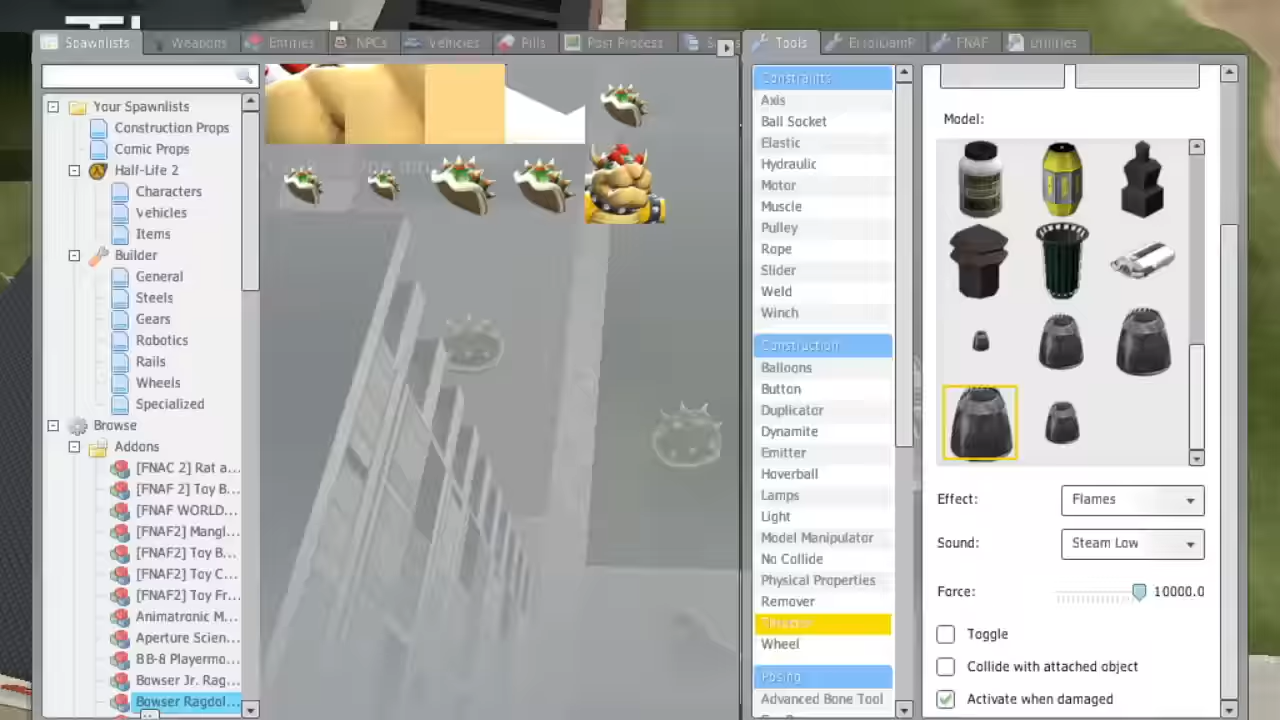 Spawnlists
Weapons
Entities
NPCs
Vehicles
Pills
Post Process
Your Spawnlists
Construction Props
Comic Props
Half-Life 2
Characters
Vehicles
Items
Builder
General
Steels
Gears
Robotics
Rails
Wheels
Specialized
Browse
Addons
[FNAC 2] Rat a...
[FNAF 2] Toy B...
[FNAF WORLD...
[FNAF2] Mangl...
[FNAF2] Toy B...
[FNAF2] Toy C...
[FNAF2] Toy Fr...
Animatronic M...
Aperture Scien...
BB-8 Playermo...
Bowser Jr. Rag...
Bowser Ragdol...
Tools
FNAF
Utilities
Constraints
Axis
Ball Socket
Elastic
Hydraulic
Motor
Muscle
Pulley
Rope
Slider
Weld
Winch
Construction
Balloons
Button
Duplicator
Dynamite
Emitter
Hoverball
Lamps
Light
Model Manipulator
No Collide
Physical Properties
Remover
Thruster
Wheel
Posing
Advanced Bone Tool
Model:
Effect: Flames
Sound: Steam Low
Force: 10000.0
Toggle
Collide with attached object
Activate when damaged